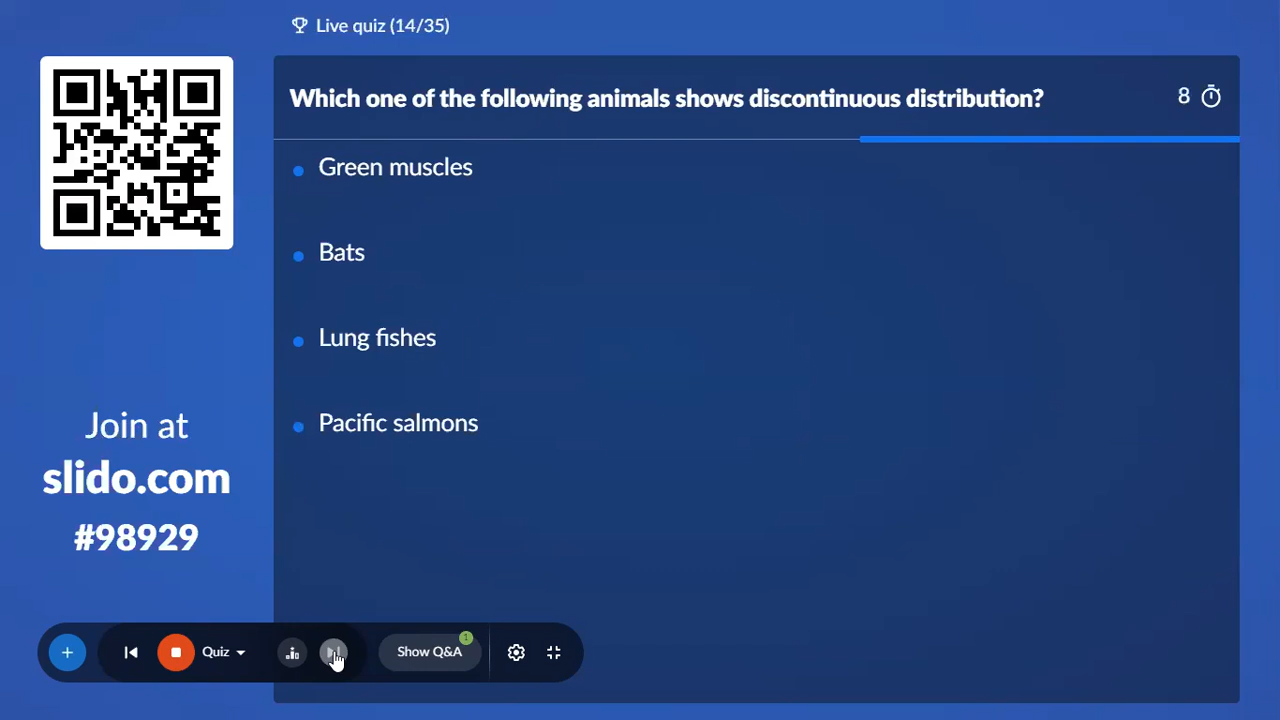 Live quiz (14/35)
Which one of the following animals shows discontinuous distribution?
8
Green muscles
Bats
Lung fishes
Pacific salmons
Join at
slido.com
#98929
Quiz
Show Q&A
1